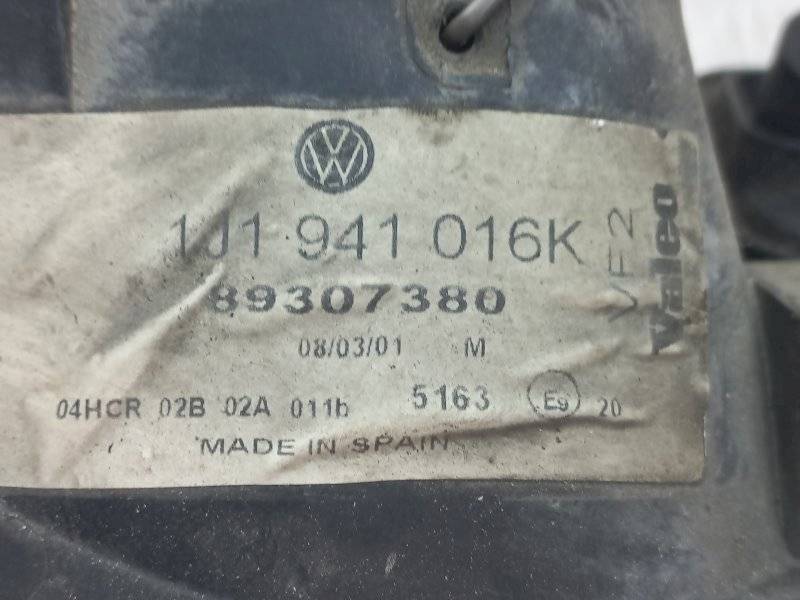 1J1 941 016K
89307380
08/03/01 M
04HCR 02B 02A 011b 5163 E9 20
MADE IN SPAIN
VF2
Valeo